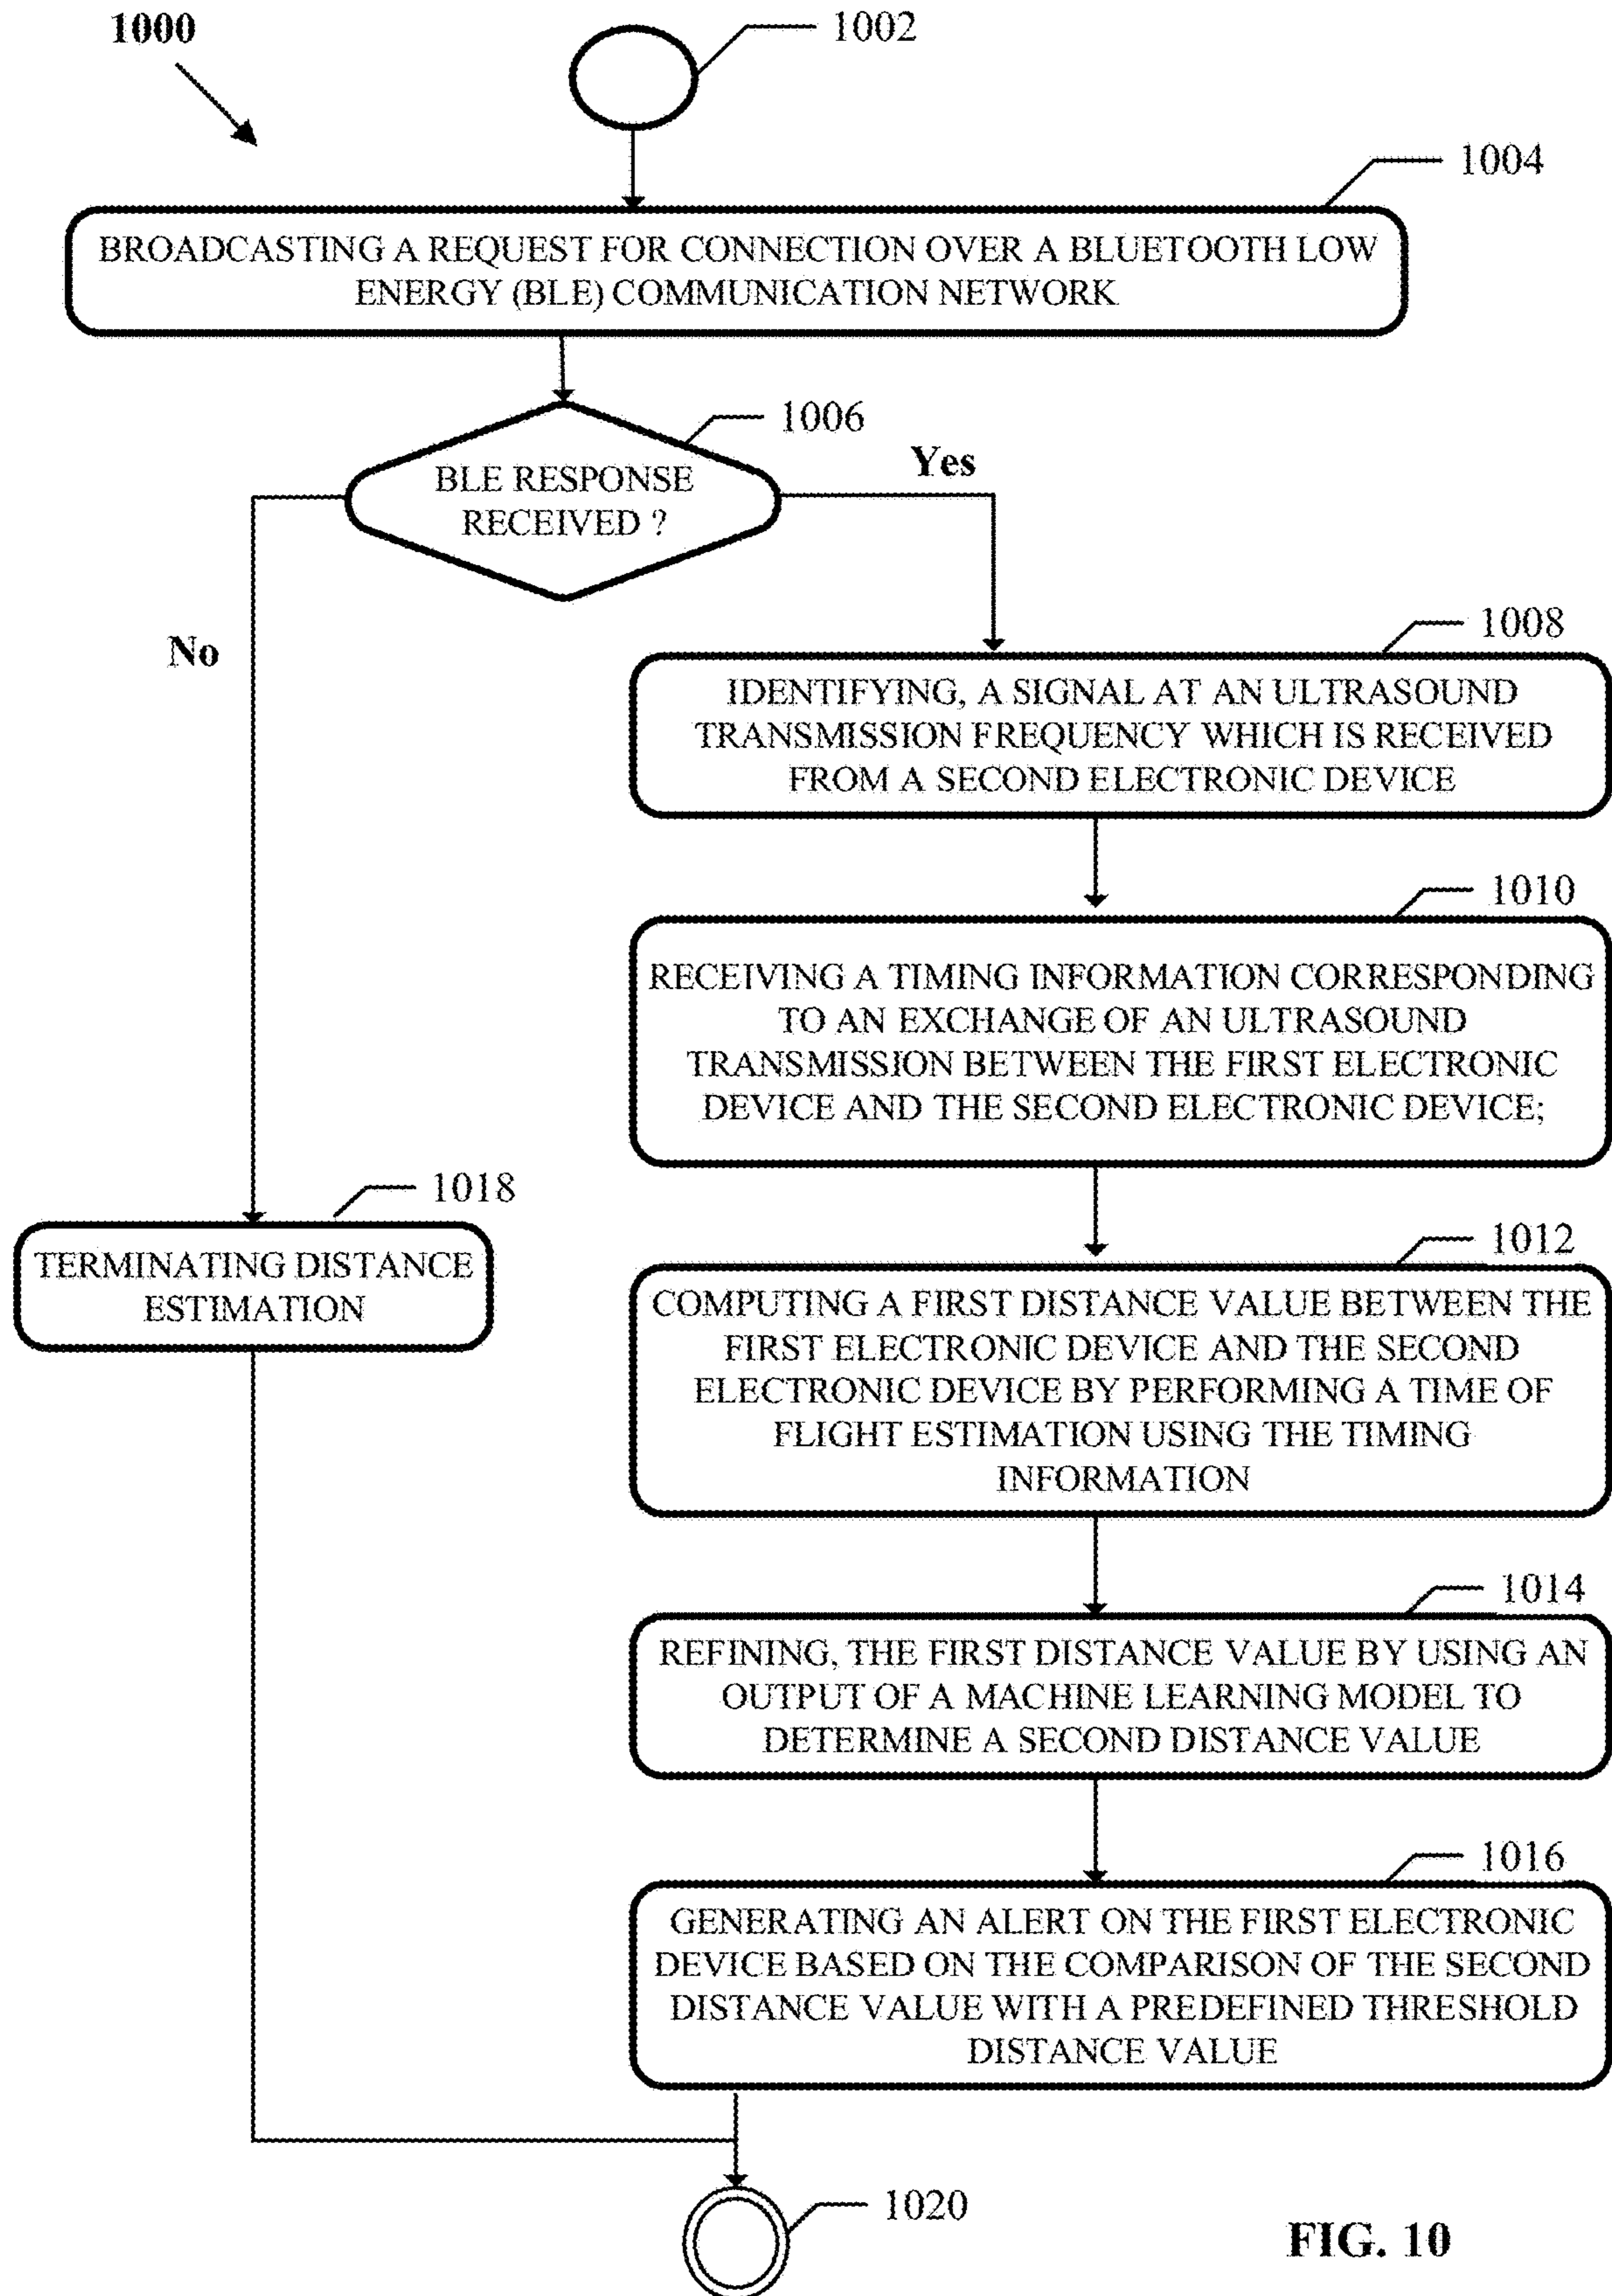 1000
1002
1004
BROADCASTING A REQUEST FOR CONNECTION OVER A BLUETOOTH LOW
ENERGY (BLE) COMMUNICATION NETWORK
1006
BLE RESPONSE
RECEIVED ?
Yes
No
1008
IDENTIFYING, A SIGNAL AT AN ULTRASOUND
TRANSMISSION FREQUENCY WHICH IS RECEIVED
FROM A SECOND ELECTRONIC DEVICE
1010
RECEIVING A TIMING INFORMATION CORRESPONDING
TO AN EXCHANGE OF AN ULTRASOUND
TRANSMISSION BETWEEN THE FIRST ELECTRONIC
DEVICE AND THE SECOND ELECTRONIC DEVICE;
1018
TERMINATING DISTANCE
ESTIMATION
1012
COMPUTING A FIRST DISTANCE VALUE BETWEEN THE
FIRST ELECTRONIC DEVICE AND THE SECOND
ELECTRONIC DEVICE BY PERFORMING A TIME OF
FLIGHT ESTIMATION USING THE TIMING
INFORMATION
1014
REFINING, THE FIRST DISTANCE VALUE BY USING AN
OUTPUT OF A MACHINE LEARNING MODEL TO
DETERMINE A SECOND DISTANCE VALUE
1016
GENERATING AN ALERT ON THE FIRST ELECTRONIC
DEVICE BASED ON THE COMPARISON OF THE SECOND
DISTANCE VALUE WITH A PREDEFINED THRESHOLD
DISTANCE VALUE
1020
FIG. 10